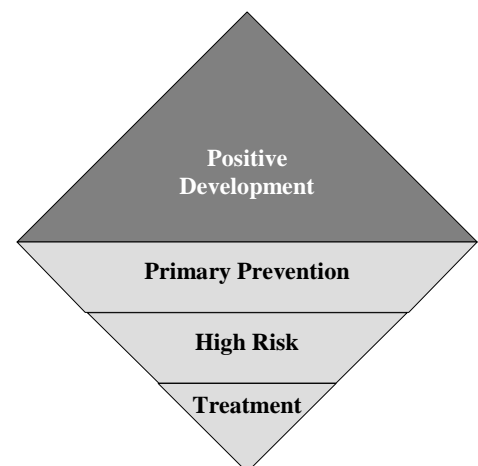 Positive
Development
Primary Prevention
High Risk
Treatment